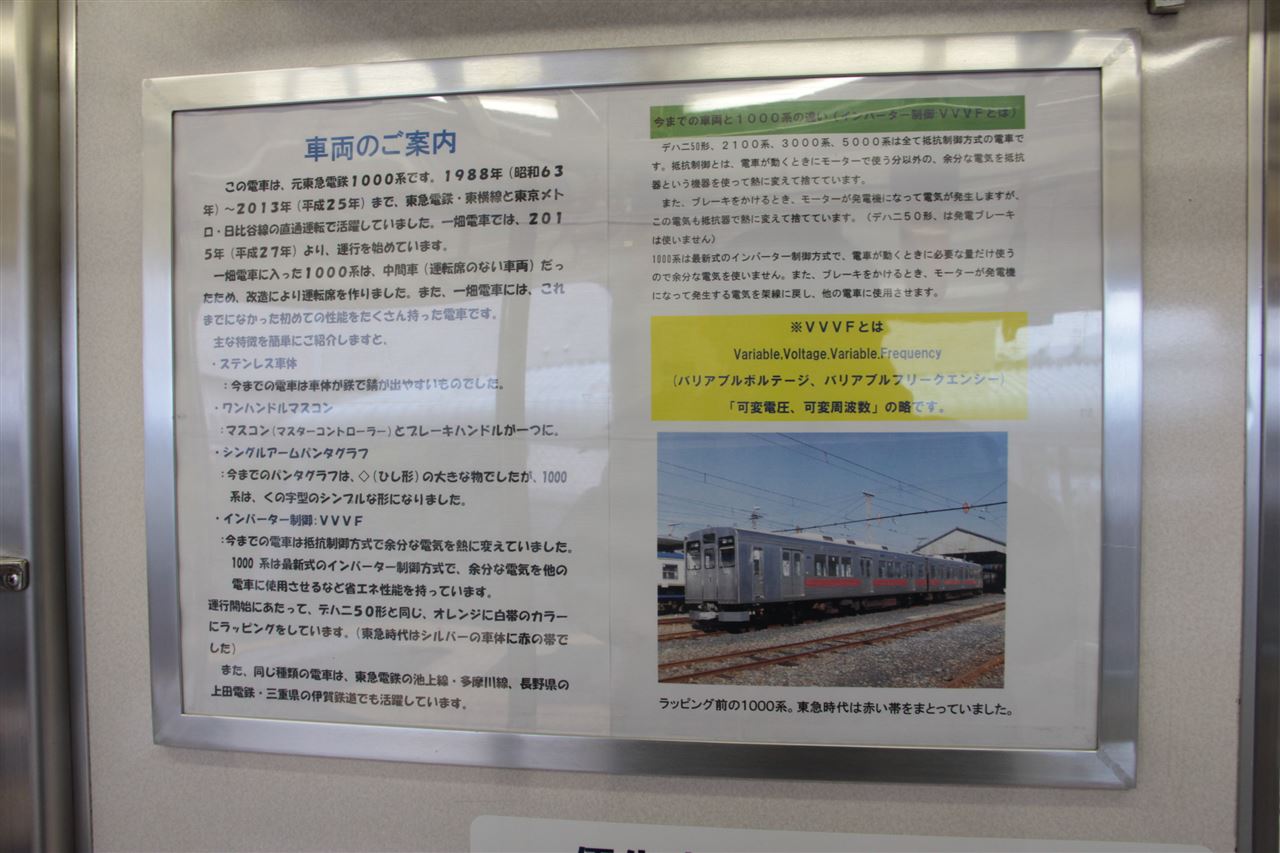 車両のご案内
この電車は、元東急電鉄1000系です。1988年(昭和63
年)～2013年(平成25年)まで、東急電鉄・東横線と東京メト
ロ・日比谷線の直通運転で活躍していました。一畑電車では、201
5年(平成27年)より、運行を始めています。
一畑電車に入った1000系は、中間車(運転席のない車両)だっ
たため、改造により運転席を作りました。また、一畑電車には、これ
までになかった初めての性能をたくさん持った電車です。
主な特徴を簡単にご紹介しますと、
・ステンレス車体
：今までの電車は車体が鉄で錆が出やすいものでした。
・ワンハンドルマスコン
：マスコン(マスターコントローラー)とブレーキハンドルが一つに。
・シングルアームパンタグラフ
：今までのパンタグラフは、◇(ひし形)の大きな物でしたが、1000
系は、くの字型のシンプルな形になりました。
・インバーター制御：VVVF
：今までの電車は抵抗制御方式で余分な電気を熱に変えていました。
1000系は最新式のインバーター制御方式で、余分な電気を他の
電車に使用させるなど省エネ性能を持っています。
運行開始にあたって、デハニ50形と同じ、オレンジに白帯のカラー
にラッピングをしています。(東急時代はシルバーの車体に赤の帯で
した)
また、同じ種類の電車は、東急電鉄の池上線・多摩川線、長野県の
上田電鉄・三重県の伊賀鉄道でも活躍しています。
今までの車両と1000系の違い(インバーター制御VVVFとは)
デハニ50形、2100系、3000系、5000系は全て抵抗制御方式の電車で
す。抵抗制御とは、電車が動くときにモーターで使う分以外の、余分な電気を抵抗
器という機器を使って熱に変えて捨てています。
また、ブレーキをかけるとき、モーターが発電機になって電気が発生しますが、
この電気も抵抗器で熱に変えて捨てています。(デハニ50形、は発電ブレーキ
は使いません)
1000系は最新式のインバーター制御方式で、電車が動くときに必要な量だけ使う
ので余分な電気を使いません。また、ブレーキをかけるとき、モーターが発電機
になって発生する電気を架線に戻し、他の電車に使用させます。
※VVVFとは
Variable.Voltage.Variable.Frequency
(バリアブルボルテージ、バリアブルフリークエンシー)
「可変電圧、可変周波数」の略です。
ラッピング前の1000系。東急時代は赤い帯をまとっていました。